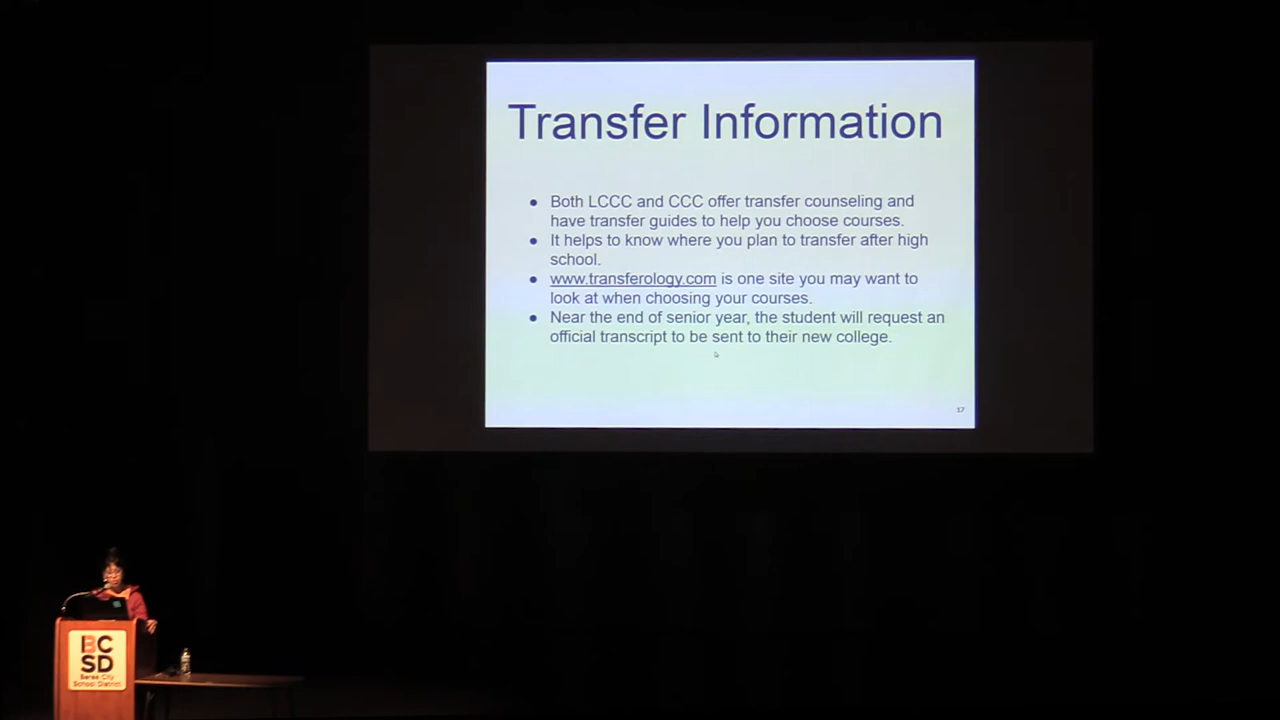 Transfer Information
● Both LCCC and CCC offer transfer counseling and
have transfer guides to help you choose courses.
● It helps to know where you plan to transfer after high
school.
● www.transferology.com is one site you may want to
look at when choosing your courses.
● Near the end of senior year, the student will request an
official transcript to be sent to their new college.
17
BC
SD
Berea City
School District